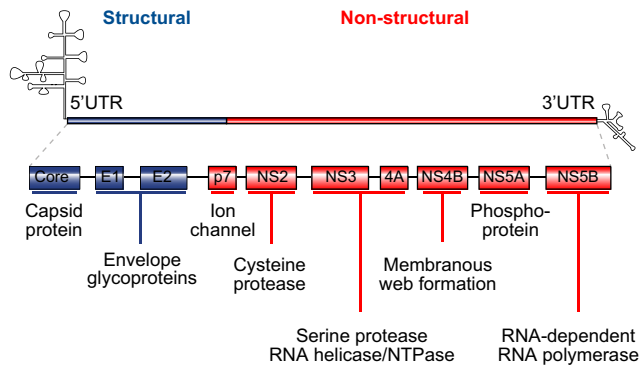 Structural
Non-structural
5'UTR
3'UTR
Core
E1
E2
p7
NS2
NS3
4A
NS4B
NS5A
NS5B
Capsid
protein
Ion
channel
Phospho-
protein
Envelope
glycoproteins
Cysteine
protease
Membranous
web formation
Serine protease
RNA helicase/NTPase
RNA-dependent
RNA polymerase